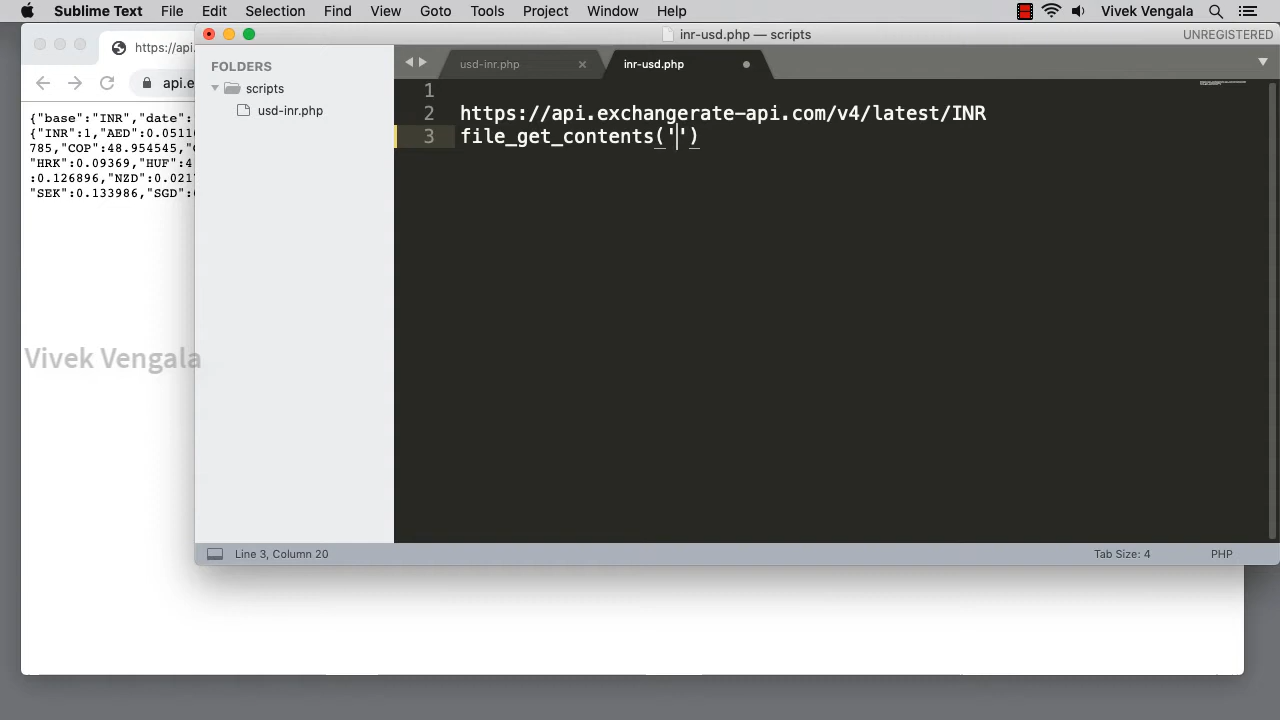 Sublime Text File Edit Selection Find View Goto Tools Project Window Help Vivek Vengala
inr-usd.php — scripts UNREGISTERED
https://api.
usd-inr.php inr-usd.php
FOLDERS
scripts
usd-inr.php
api.e
{"base":"INR","date":
{"INR":1,"AED":0.0511
785,"COP":48.954545,"
"HRK":0.09369,"HUF":4
:0.126896,"NZD":0.021
"SEK":0.133986,"SGD":
1
2 https://api.exchangerate-api.com/v4/latest/INR
3 file_get_contents('')
Vivek Vengala
Line 3, Column 20 Tab Size: 4 PHP